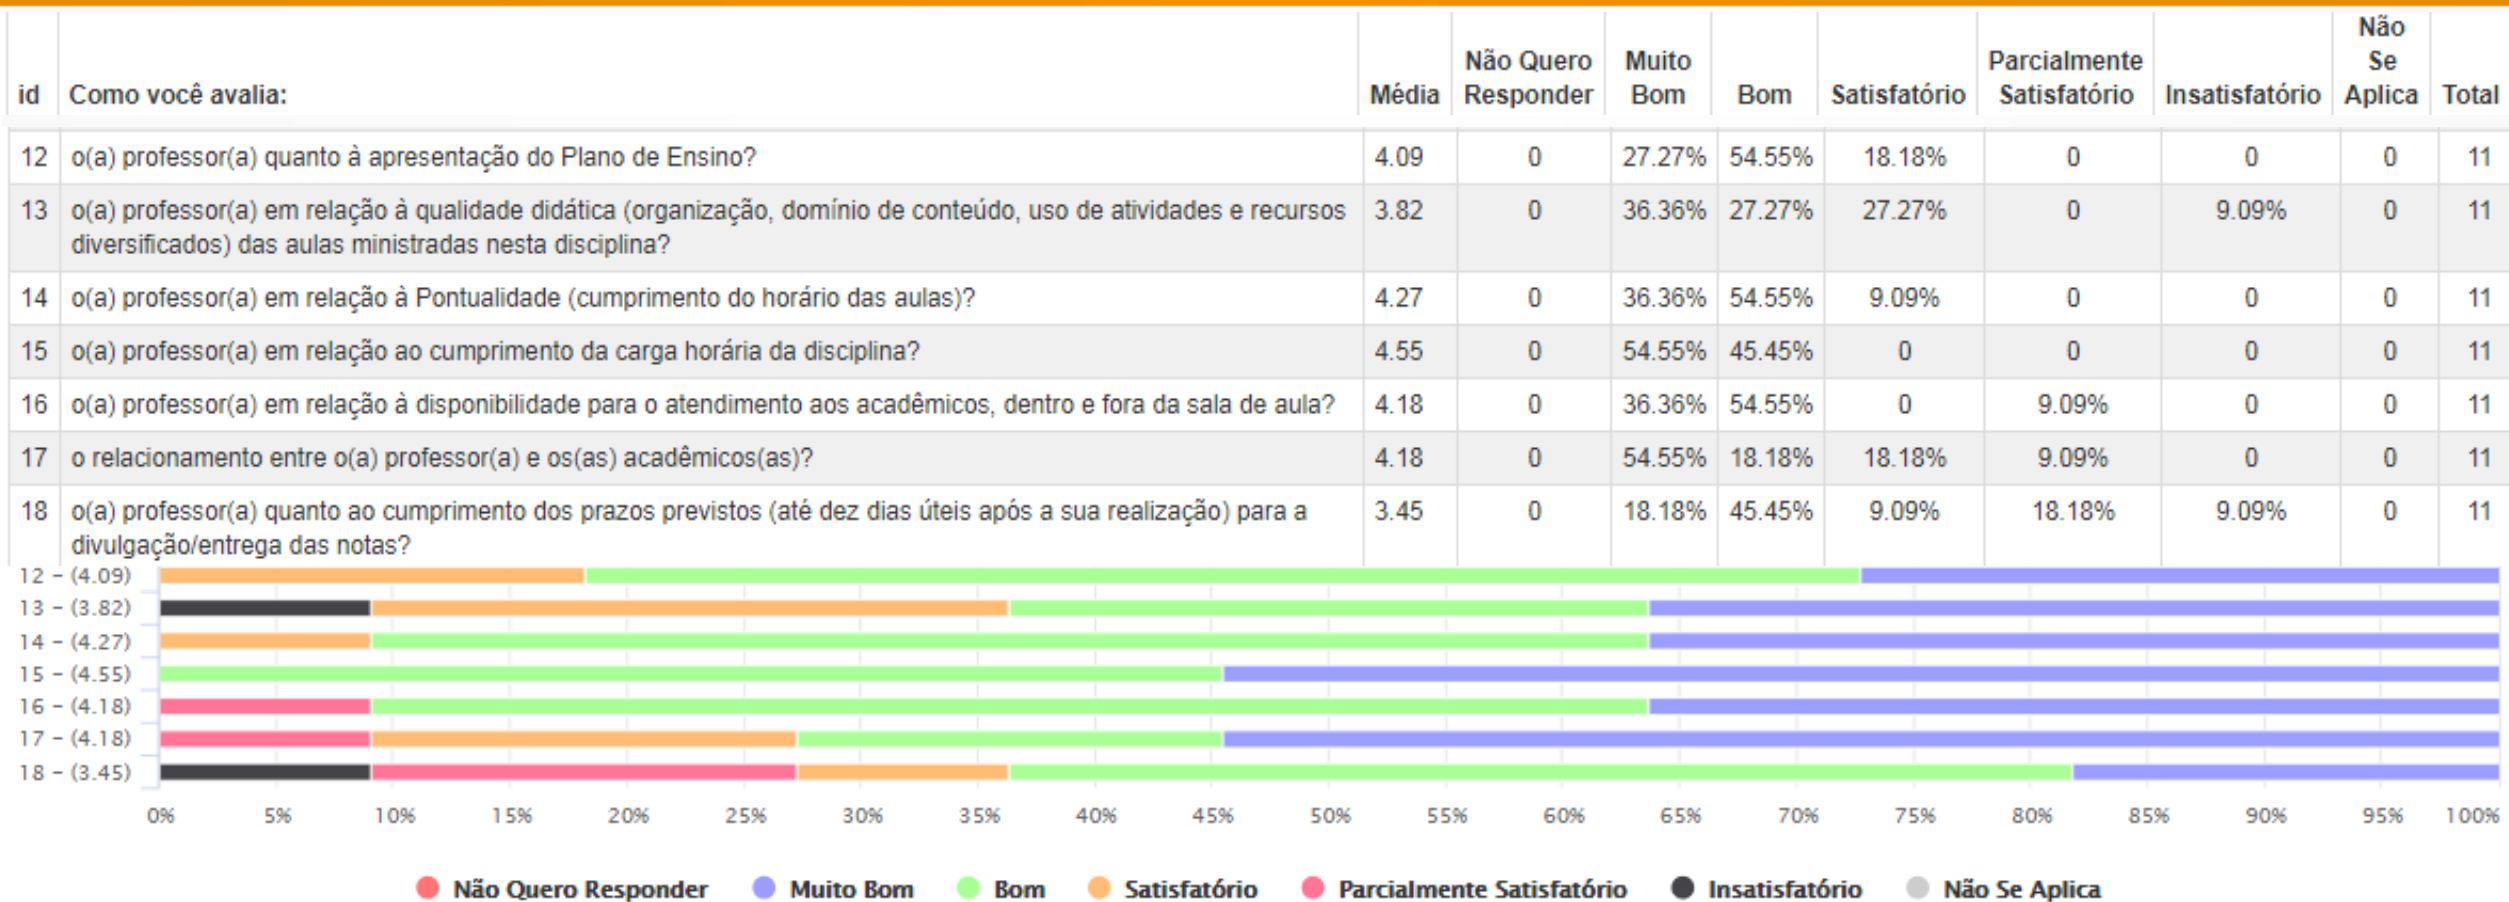 id Como você avalia: Média Não Quero Responder Muito Bom Bom Satisfatório Parcialmente Satisfatório Insatisfatório Não Se Aplica Total
12 o(a) professor(a) quanto à apresentação do Plano de Ensino? 4.09 0 27.27% 54.55% 18.18% 0 0 0 11
13 o(a) professor(a) em relação à qualidade didática (organização, domínio de conteúdo, uso de atividades e recursos 3.82 0 36.36% 27.27% 27.27% 0 9.09% 0 11
diversificados) das aulas ministradas nesta disciplina?
14 o(a) professor(a) em relação à Pontualidade (cumprimento do horário das aulas)? 4.27 0 36.36% 54.55% 9.09% 0 0 0 11
15 o(a) professor(a) em relação ao cumprimento da carga horária da disciplina? 4.55 0 54.55% 45.45% 0 0 0 0 11
16 o(a) professor(a) em relação à disponibilidade para o atendimento aos acadêmicos, dentro e fora da sala de aula? 4.18 0 36.36% 54.55% 0 9.09% 0 0 11
17 o relacionamento entre o(a) professor(a) e os(as) acadêmicos(as)? 4.18 0 54.55% 18.18% 18.18% 9.09% 0 0 11
18 o(a) professor(a) quanto ao cumprimento dos prazos previstos (até dez dias úteis após a sua realização) para a 3.45 0 18.18% 45.45% 9.09% 18.18% 9.09% 0 11
divulgação/entrega das notas?
12 - (4.09)
13 - (3.82)
14 - (4.27)
15 - (4.55)
16 - (4.18)
17 - (4.18)
18 - (3.45)
0% 5% 10% 15% 20% 25% 30% 35% 40% 45% 50% 55% 60% 65% 70% 75% 80% 85% 90% 95% 100%
Não Quero Responder Muito Bom Bom Satisfatório Parcialmente Satisfatório Insatisfatório Não Se Aplica